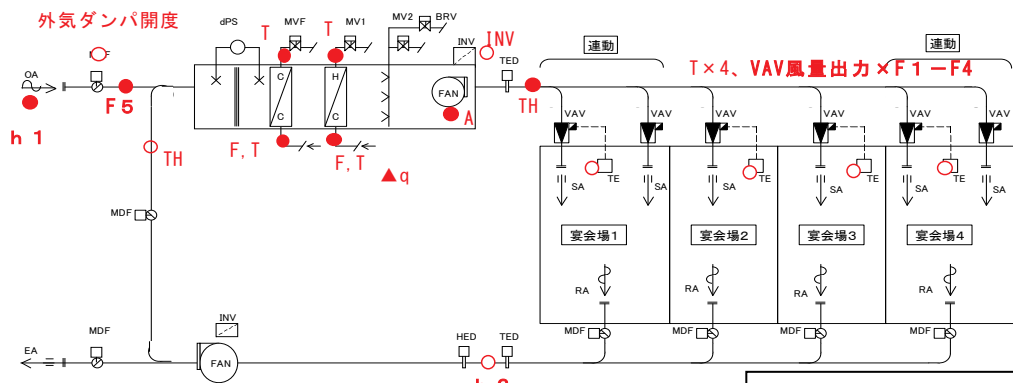 外気ダンパ開度
dPS
MVF
MV1
MV2 BRV
T
T
INV
INV
TED
連動
連動
OA
F5
h1
TH
C
C
H
C
FAN
A
TH
T×4、VAV風量出力×F1－F4
F, T
F, T
▲q
VAV
VAV
VAV
VAV
VAV
VAV
TE
TE
TE
TE
SA
SA
SA
SA
SA
SA
宴会場1
宴会場2
宴会場3
宴会場4
MDF
RA
RA
RA
RA
MDF
MDF
MDF
MDF
INV
MDF
EA
FAN
HED
TED